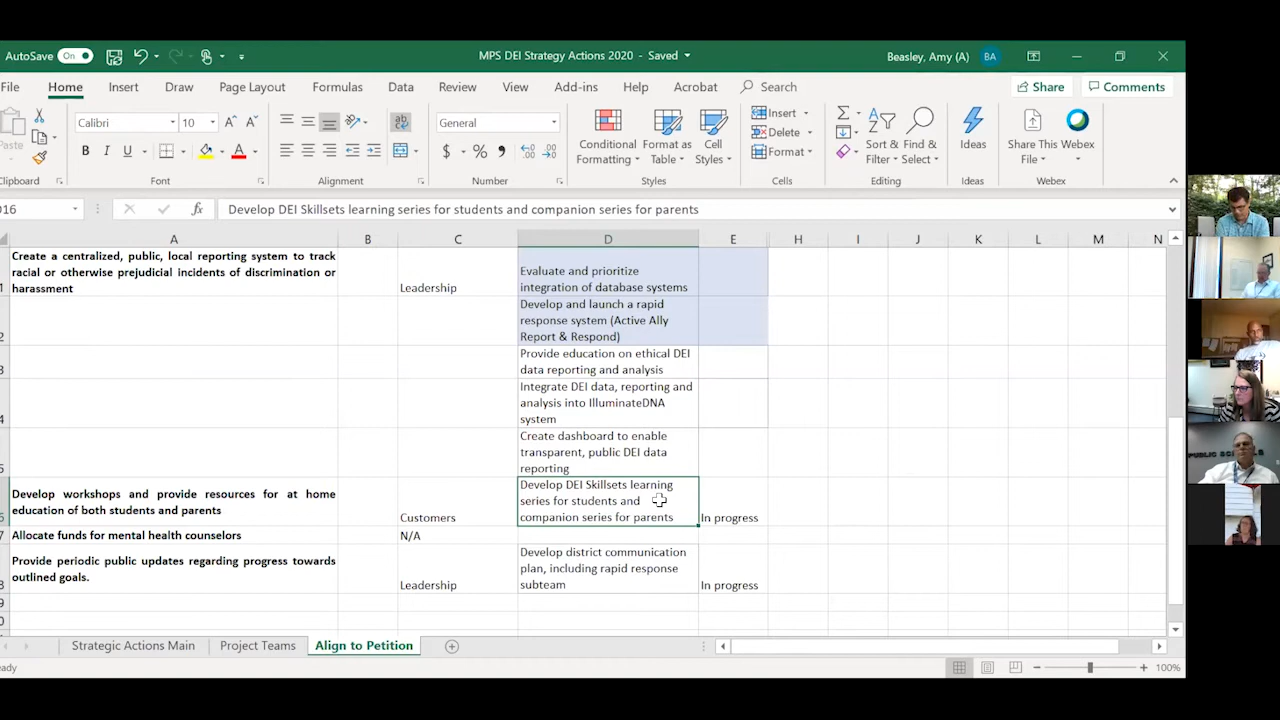 AutoSave On MPS DEI Strategy Actions 2020 - Saved Beasley, Amy (A) BA
File Home Insert Draw Page Layout Formulas Data Review View Add-ins Help Acrobat Search Share Comments
Paste Calibri 10 General Conditional Formatting Format as Table Cell Styles Insert Delete Format Sort & Filter Find & Select Ideas Share This File Webex
Clipboard Font Alignment Number Styles Cells Editing Ideas Webex
D16 fx Develop DEI Skillsets learning series for students and companion series for parents
A B C D E H I J K L M N
Create a centralized, public, local reporting system to track
racial or otherwise prejudicial incidents of discrimination or
harassment
Leadership
Evaluate and prioritize
integration of database systems
Develop and launch a rapid
response system (Active Ally
Report & Respond)
Provide education on ethical DEI
data reporting and analysis
Integrate DEI data, reporting and
analysis into IlluminateDNA
system
Create dashboard to enable
transparent, public DEI data
reporting
Develop workshops and provide resources for at home
education of both students and parents
Customers
Develop DEI Skillsets learning
series for students and
companion series for parents
In progress
Allocate funds for mental health counselors
N/A
Provide periodic public updates regarding progress towards
outlined goals.
Leadership
Develop district communication
plan, including rapid response
subteam
In progress
Strategic Actions Main Project Teams Align to Petition
100%
PUBLIC SCHOOLS